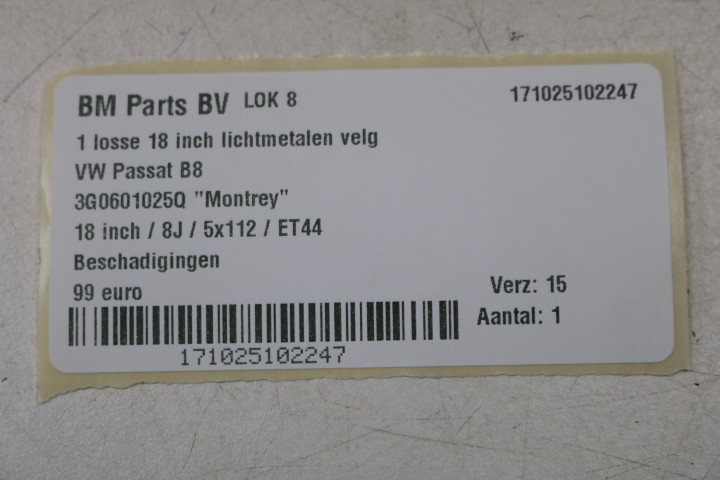 BM Parts BV LOK 8 171025102247
1 losse 18 inch lichtmetalen velg
VW Passat B8
3G0601025Q "Montrey"
18 inch / 8J / 5x112 / ET44
Beschadigingen
99 euro
Verz: 15
Aantal: 1
171025102247